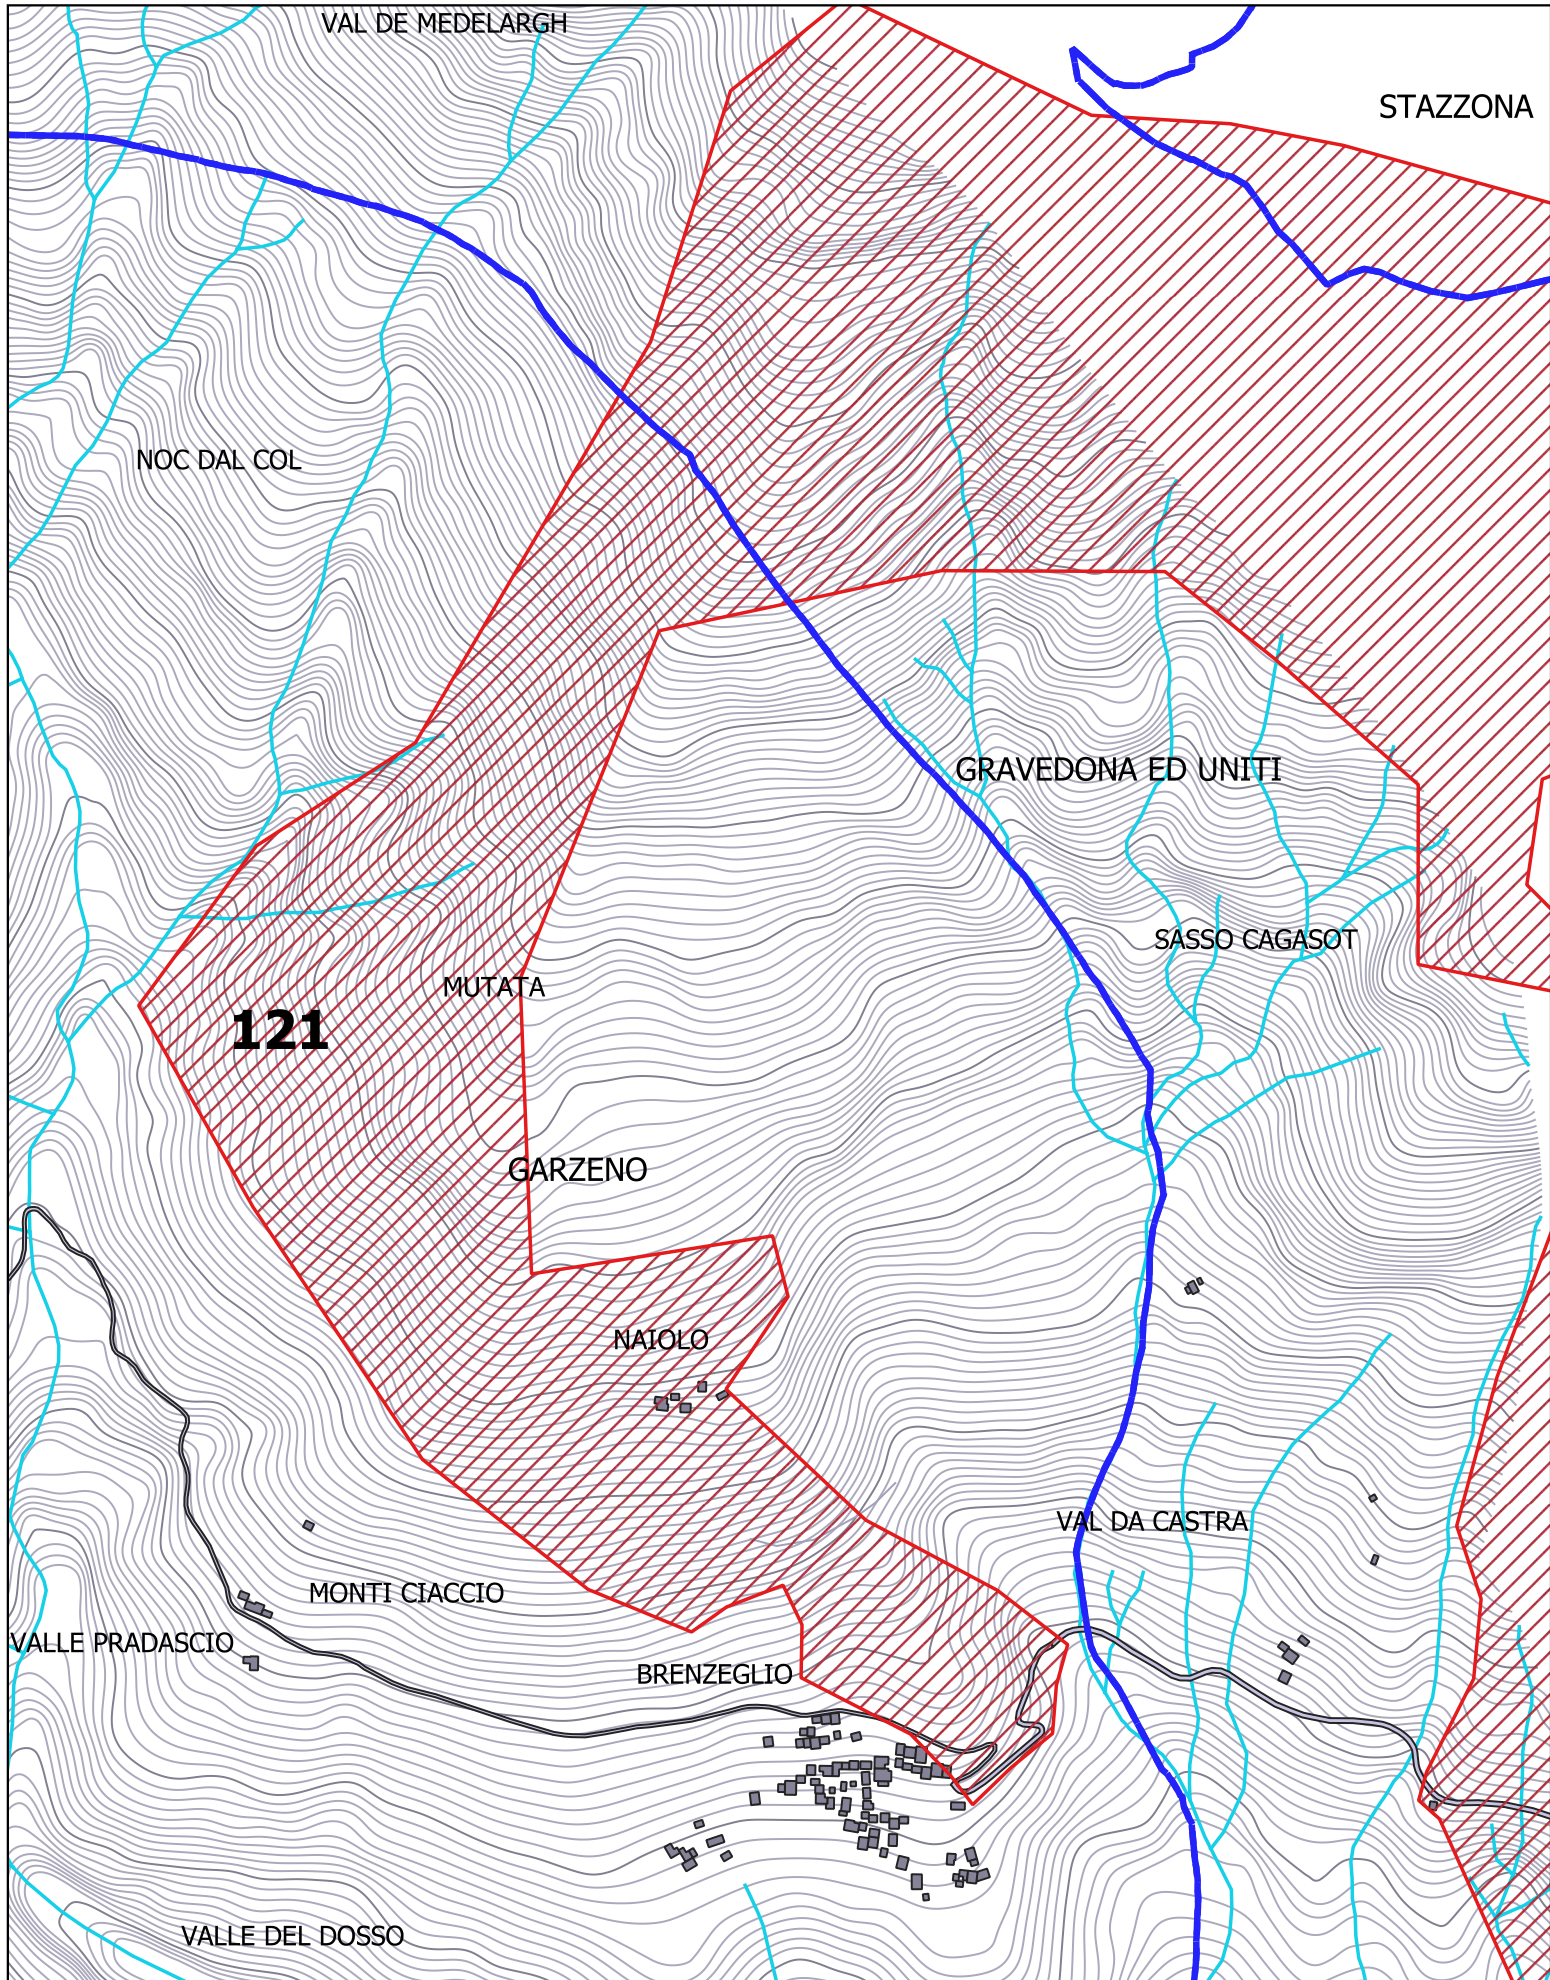 VAL DE MEDELARGH
STAZZONA
NOC DAL COL
GRAVEDONA ED UNITI
SASSO CAGASOT
MUTATA
121
GARZENO
NAIOLO
VAL DA CASTRA
MONTI CIACCIO
VALLE PRADASCIO
BRENZEGLIO
VALLE DEL DOSSO